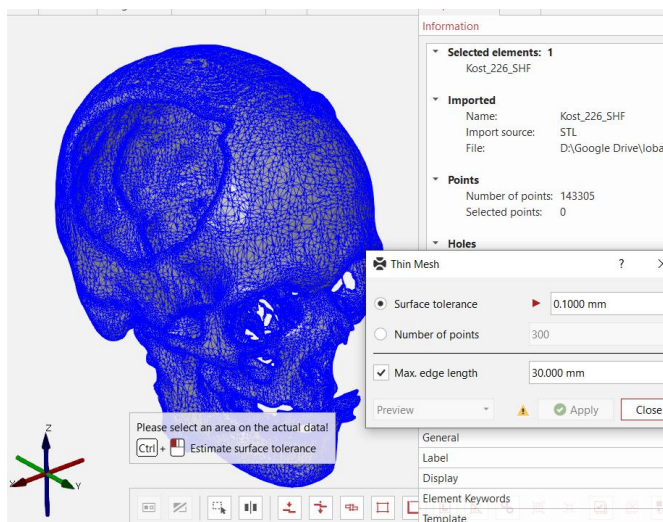 Information
Selected elements: 1
Kost_226_SHF
Imported
Name: Kost_226_SHF
Import source: STL
File: D:\Google Drive\loba
Points
Number of points: 143305
Selected points: 0
Holes
Thin Mesh ? X
Surface tolerance 0.1000 mm
Number of points 300
Max. edge length 30.000 mm
Preview Apply Close
Please select an area on the actual data!
Ctrl + Estimate surface tolerance
General
Label
Display
Element Keywords
Template
Z
Y